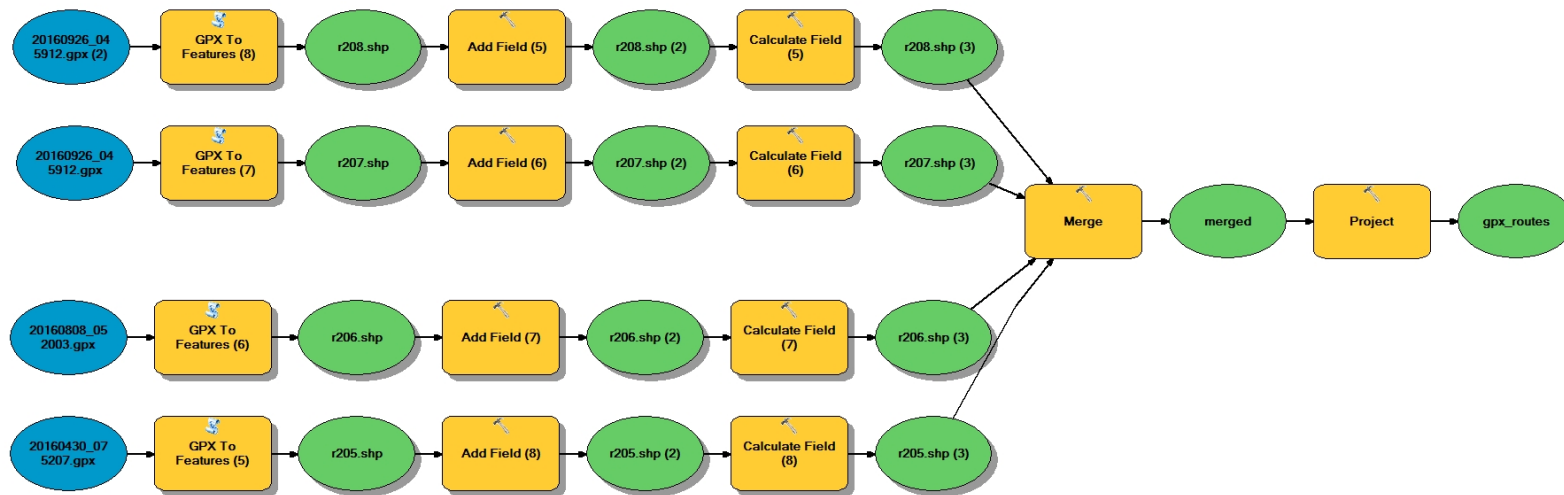 20160926_04
5912.gpx (2)
GPX To
Features (8)
r208.shp
Add Field (5)
r208.shp (2)
Calculate Field
(5)
r208.shp (3)
20160926_04
5912.gpx
GPX To
Features (7)
r207.shp
Add Field (6)
r207.shp (2)
Calculate Field
(6)
r207.shp (3)
Merge
merged
Project
gpx_routes
20160808_05
2003.gpx
GPX To
Features (6)
r206.shp
Add Field (7)
r206.shp (2)
Calculate Field
(7)
r206.shp (3)
20160430_07
5207.gpx
GPX To
Features (5)
r205.shp
Add Field (8)
r205.shp (2)
Calculate Field
(8)
r205.shp (3)